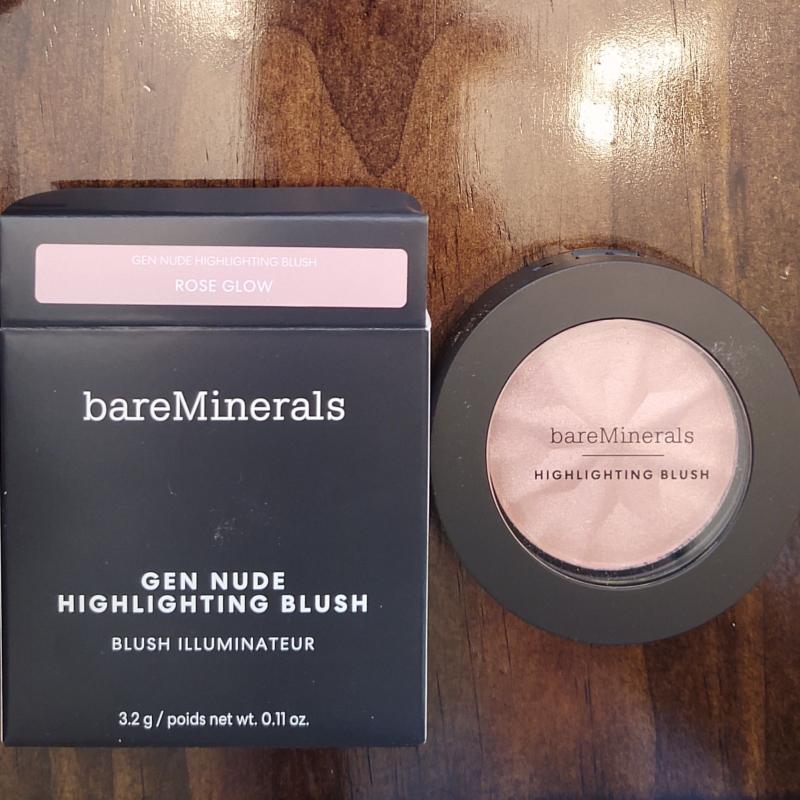 GEN NUDE HIGHLIGHTING BLUSH
ROSE GLOW
bareMinerals
GEN NUDE
HIGHLIGHTING BLUSH
BLUSH ILLUMINATEUR
3.2 g / poids net wt. 0.11 oz.
bareMinerals
HIGHLIGHTING BLUSH